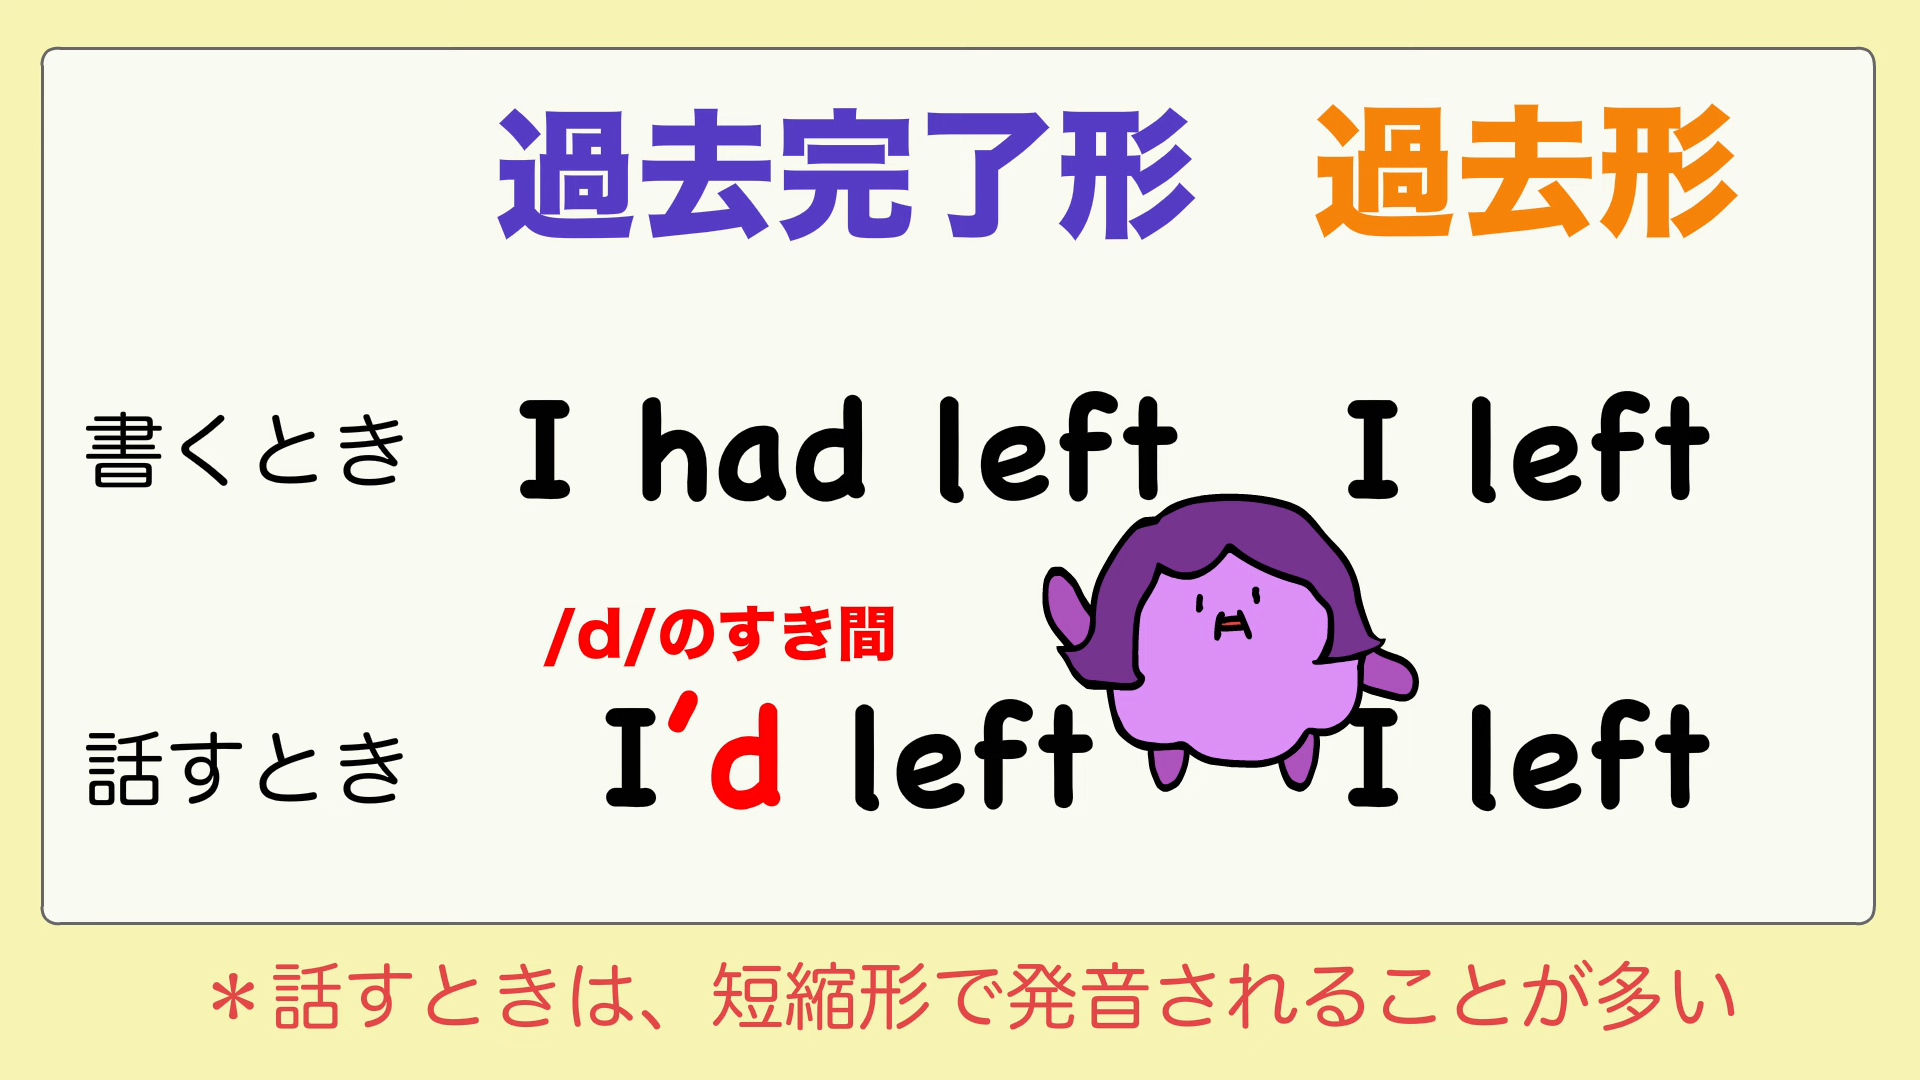 過去完了形 過去形
書くとき I had left I left
/d/のすき間
話すとき I'd left I left
＊話すときは、短縮形で発音されることが多い